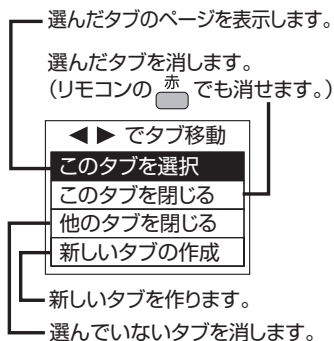 選んだタブのページを表示します。
選んだタブを消します。
(リモコンの 赤 でも消せます。)
◀▶ でタブ移動
このタブを選択
このタブを閉じる
他のタブを閉じる
新しいタブの作成
新しいタブを作ります。
選んでいないタブを消します。